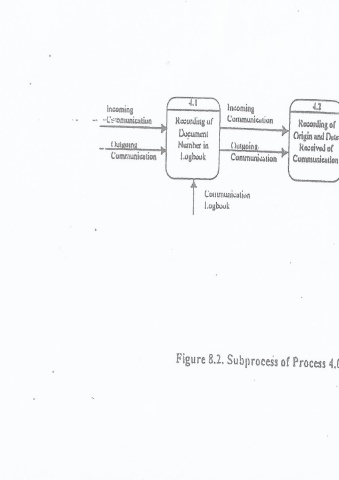 Incoming
Communication
Outgoing
Communication
4.1
Recording of
Document
Number in
Logbook
Incoming
Communication
Outgoing
Communication
4.2
Recording of
Origin and Date
Received of
Communication
Communication
Logbook
Figure 8.2. Subprocess of Process 4.0